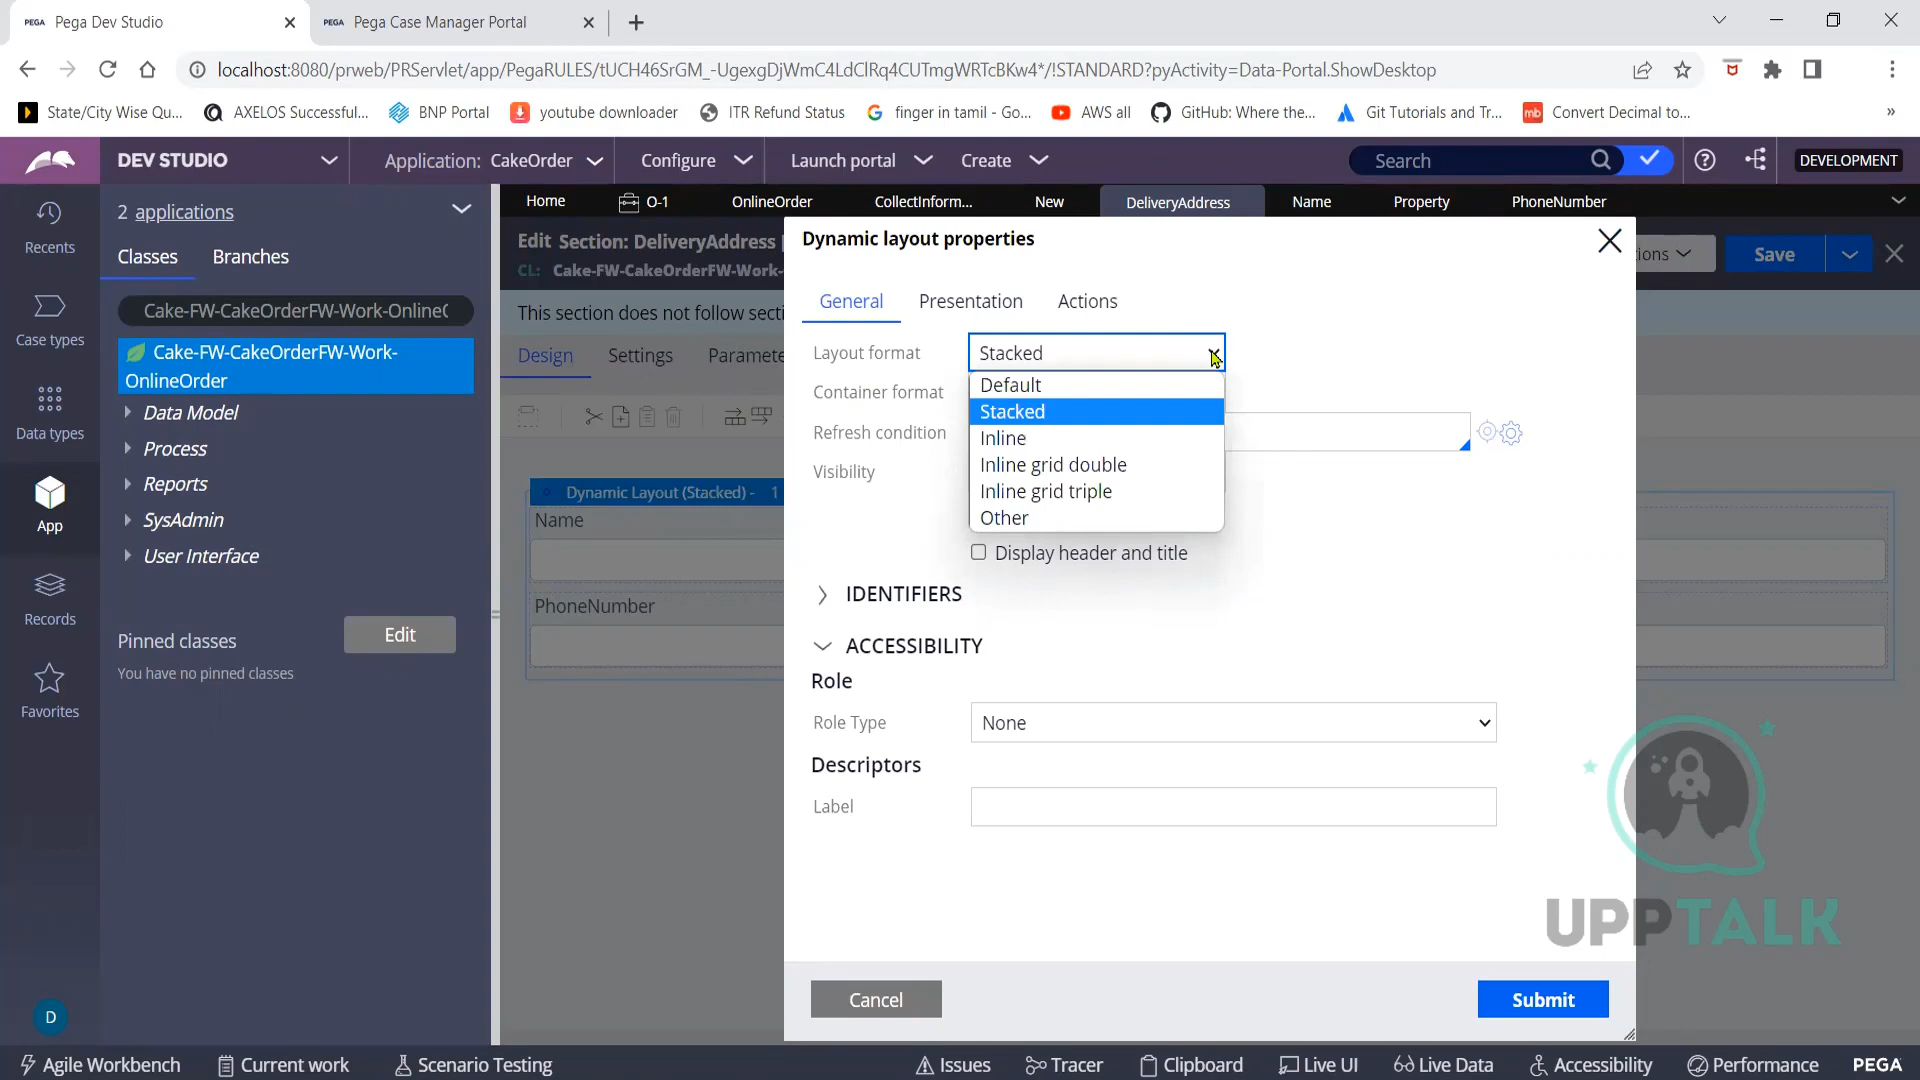 PEGA Pega Dev Studio
PEGA Pega Case Manager Portal
localhost:8080/prweb/PRServlet/app/PegaRULES/tUCH46SrGM_-UgexgDjWmC4LdClRq4CUTmgWRTcBKw4*/!STANDARD?pyActivity=Data-Portal.ShowDesktop
State/City Wise Qu... AXELOS Successful... BNP Portal youtube downloader ITR Refund Status finger in tamil - Go... AWS all GitHub: Where the... Git Tutorials and Tr... mb Convert Decimal to... »
DEV STUDIO Application: CakeOrder Configure Launch portal Create Search DEVELOPMENT
Home O-1 OnlineOrder CollectInform... New DeliveryAddress Name Property PhoneNumber
Recents
Case types
Data types
App
Records
Favorites
D
2 applications
Classes Branches
Cake-FW-CakeOrderFW-Work-OnlineO
Cake-FW-CakeOrderFW-Work-
OnlineOrder
Data Model
Process
Reports
SysAdmin
User Interface
Pinned classes Edit
You have no pinned classes
Edit Section: DeliveryAddress
CL: Cake-FW-CakeOrderFW-Work-
ions Save
This section does not follow secti
Design Settings Paramete
Dynamic Layout (Stacked) - 1
Name
PhoneNumber
Dynamic layout properties
General Presentation Actions
Layout format Stacked
Default
Stacked
Inline
Inline grid double
Inline grid triple
Other
Container format
Refresh condition
Visibility
Display header and title
IDENTIFIERS
ACCESSIBILITY
Role
Role Type None
Descriptors
Label
Cancel Submit
UPPTALK
Agile Workbench Current work Scenario Testing Issues Tracer Clipboard Live UI Live Data Accessibility Performance PEGA